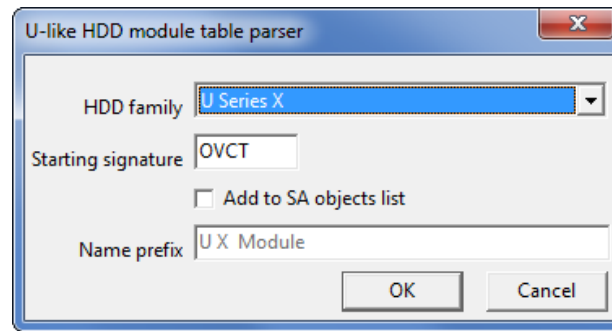 U-like HDD module table parser
HDD family U Series X
Starting signature OVCT
Add to SA objects list
Name prefix U X  Module
OK Cancel